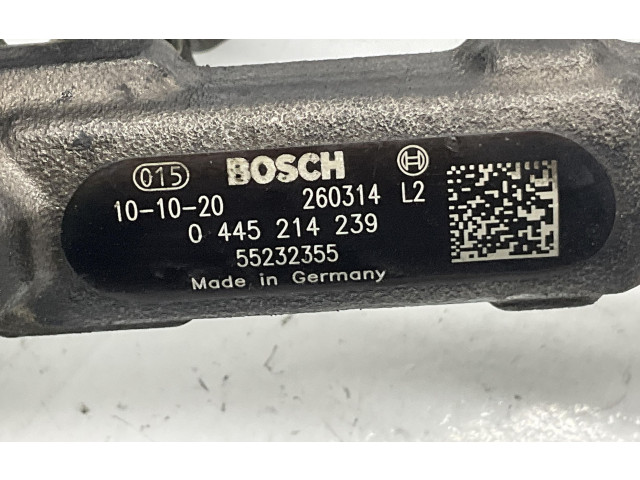 015 BOSCH
10-10-20 260314 L2
0 445 214 239
55232355
Made in Germany